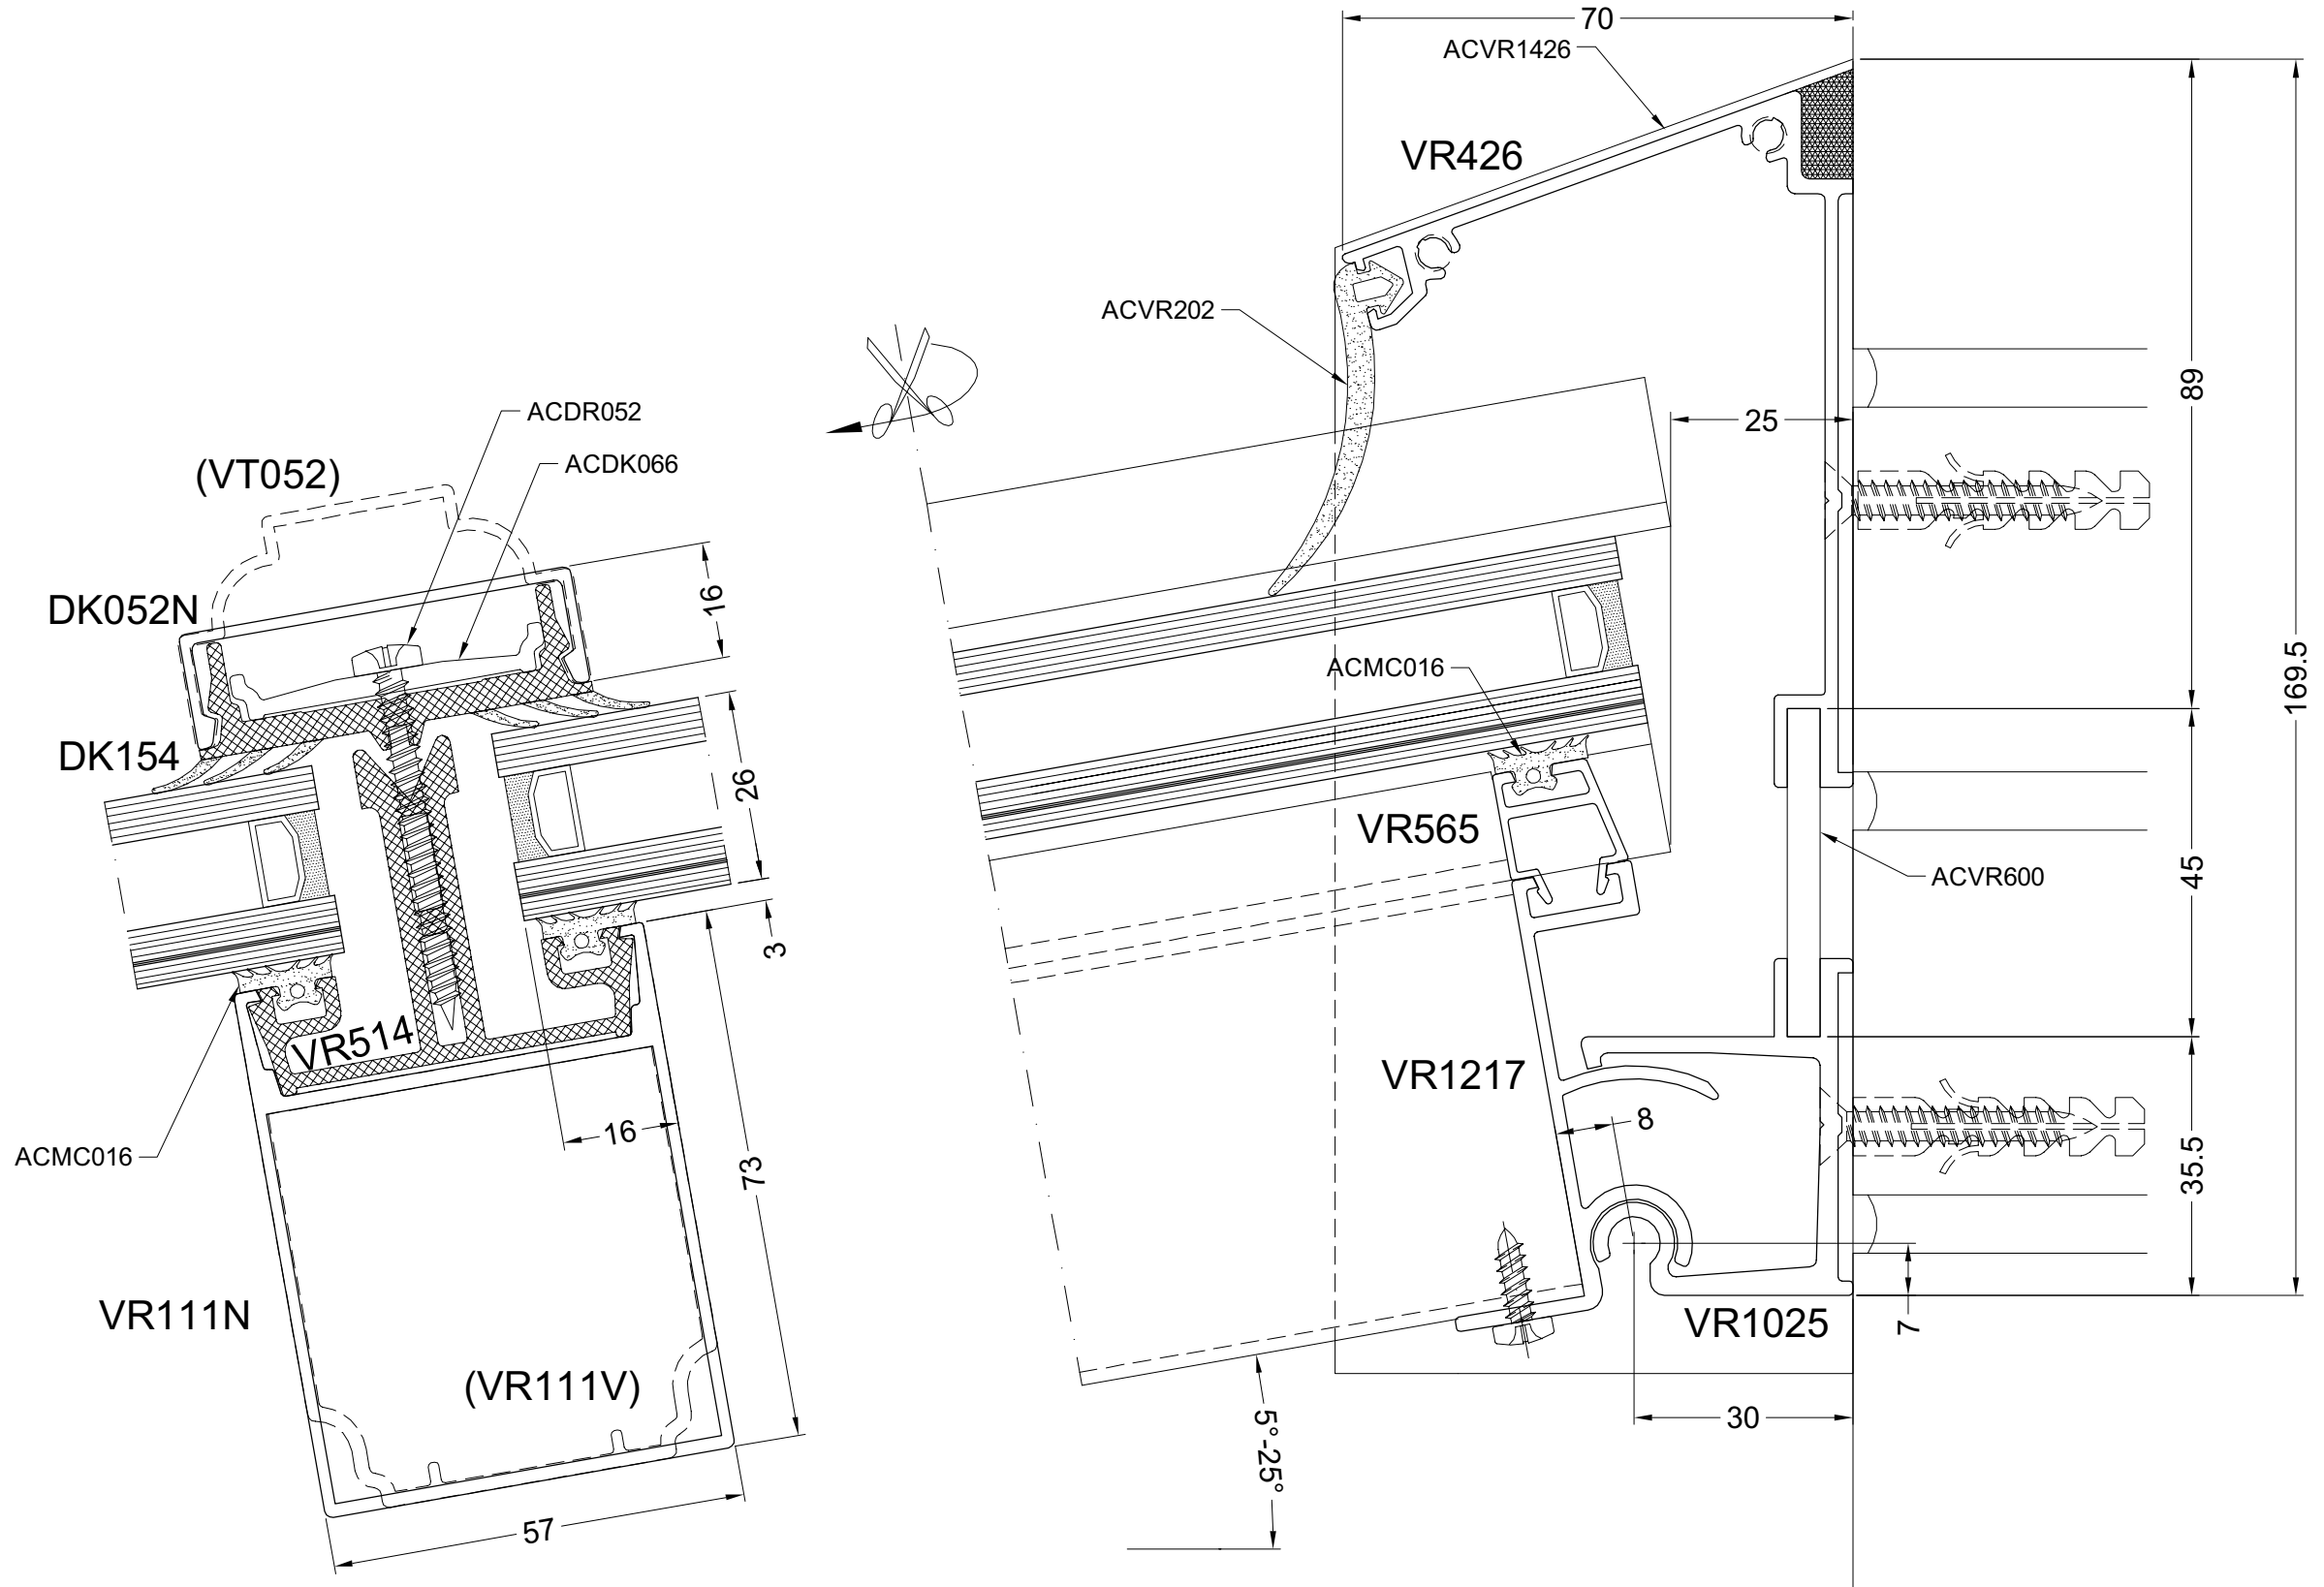 70
ACVR1426
VR426
ACVR202
89
25
169.5
ACDR052
ACDK066
(VT052)
16
DK052N
DK154
26
3
ACMC016
VR565
ACVR600
45
VR514
VR1217
8
35.5
16
ACMC016
73
VR111N
(VR111V)
VR1025
7
30
5°-25°
57